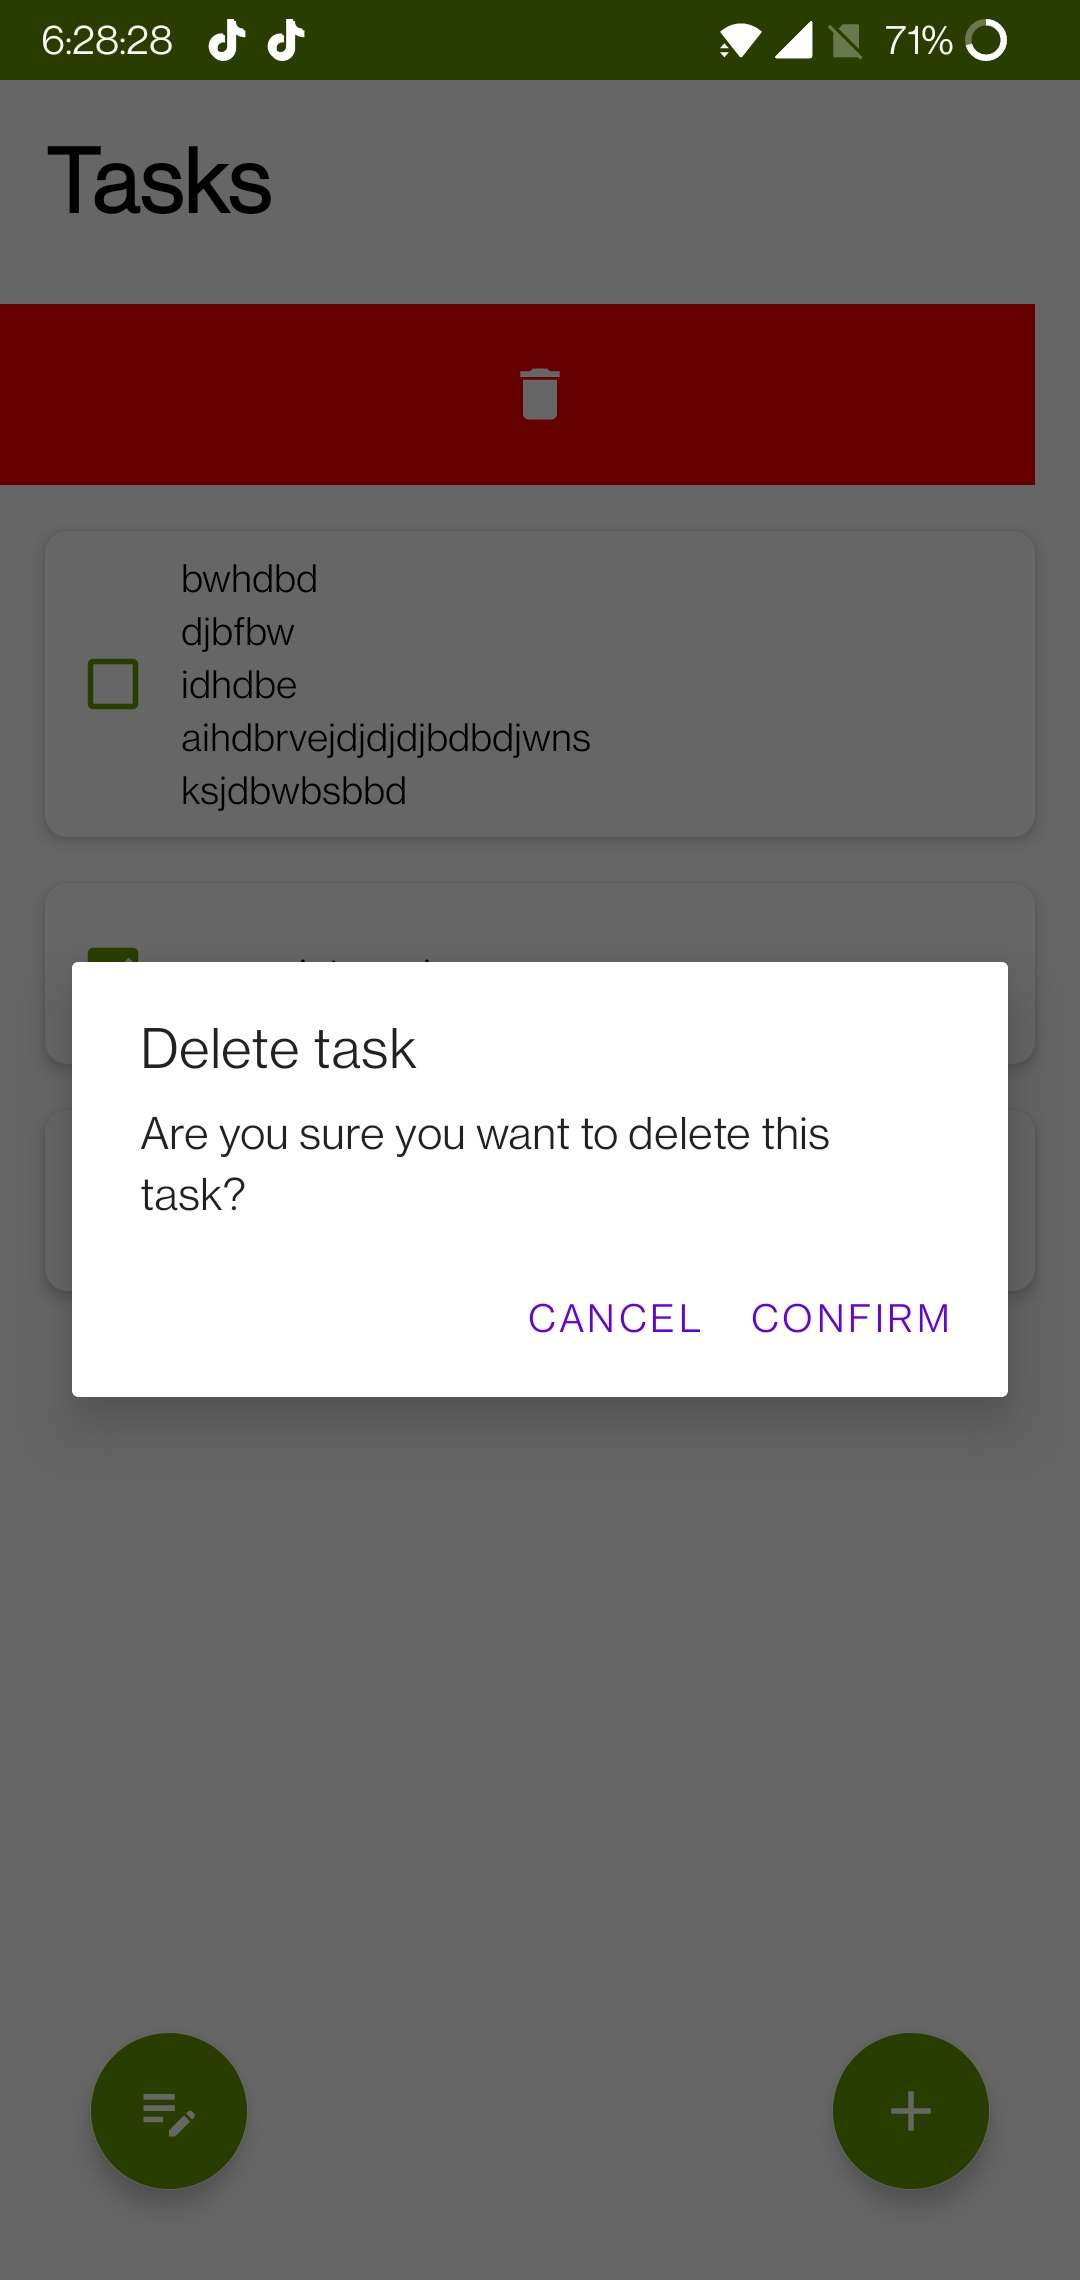 6:28:28 71%
Tasks
bwhdbd
djbfbw
idhdbe
aihdbrvejdjdjdjbdbdjwns
ksjdbwbsbbd
Delete task
Are you sure you want to delete this
task?
CANCEL CONFIRM